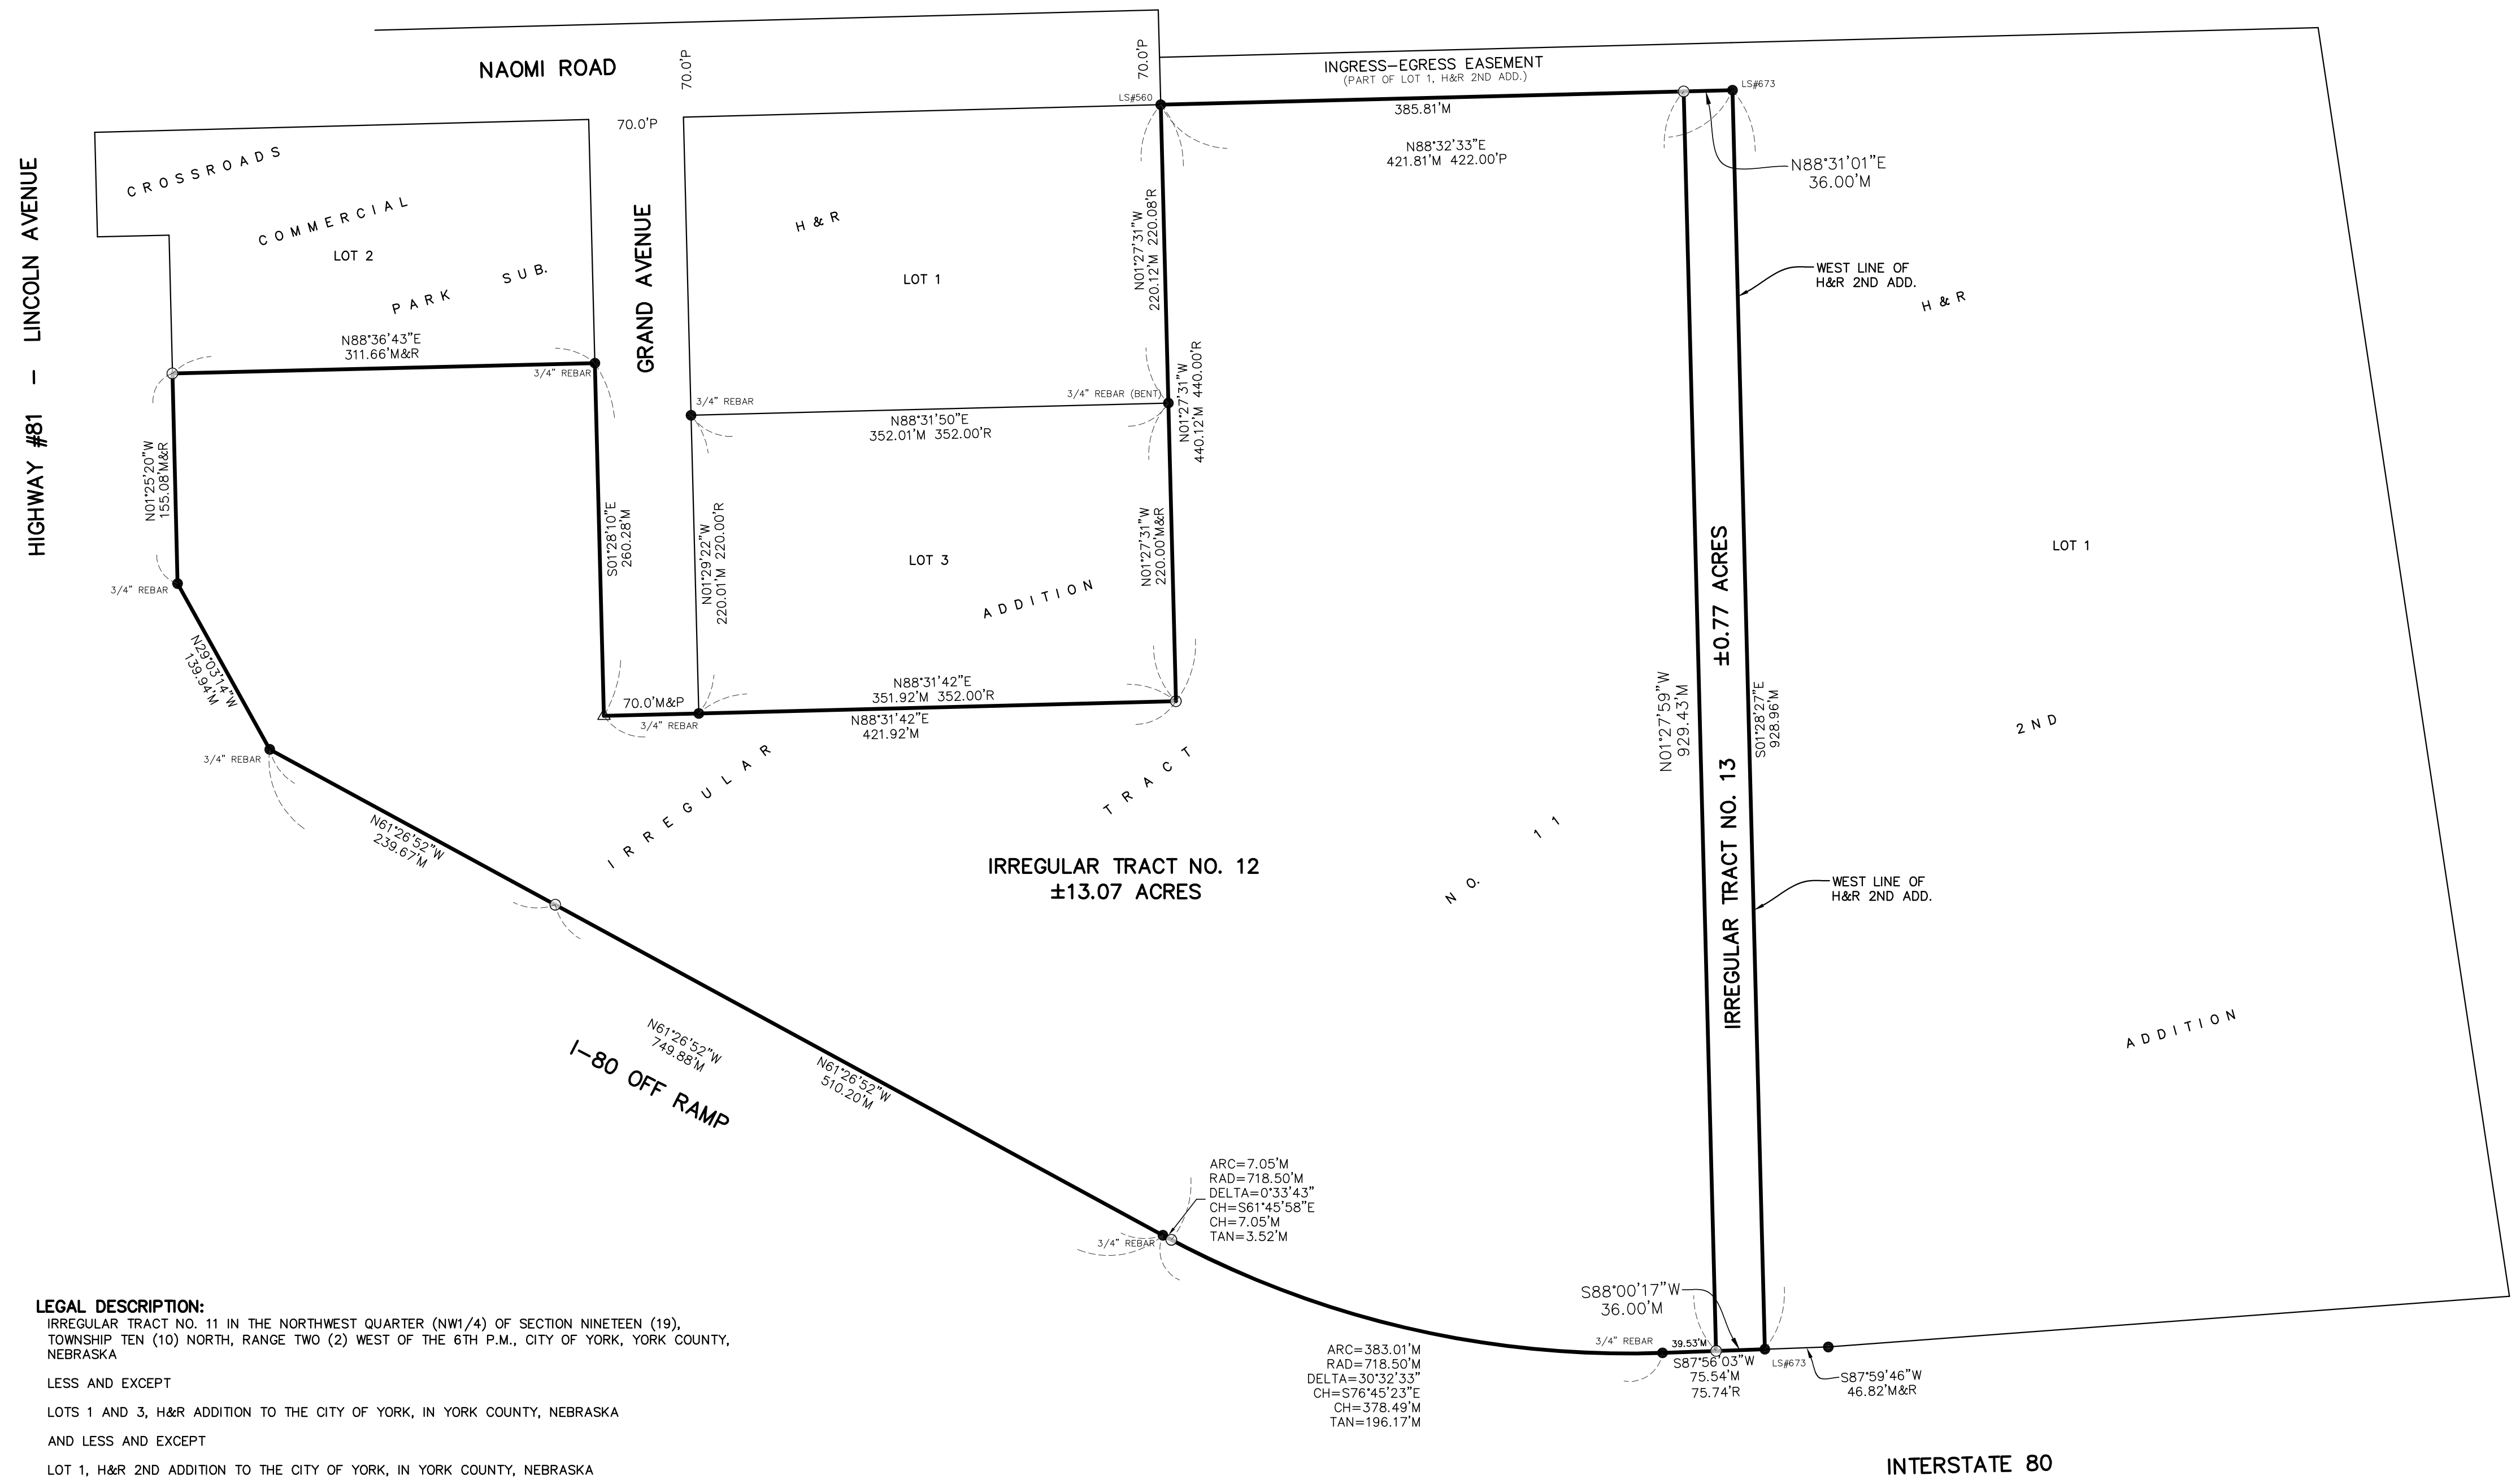 NAOMI ROAD
70.0'P
70.0'P
70.0'P
INGRESS-EGRESS EASEMENT
(PART OF LOT 1, H&R 2ND ADD.)
LS#560
LS#673
385.81'M
N88°32'33"E
421.81'M 422.00'P
N88°31'01"E
36.00'M
HIGHWAY #81 - LINCOLN AVENUE
CROSSROADS
COMMERCIAL
LOT 2
PARK SUB.
GRAND AVENUE
H & R
LOT 1
N01°27'31"W
220.12'M 220.08'R
WEST LINE OF
H&R 2ND ADD.
H & R
N88°36'43"E
311.66'M&R
3/4" REBAR
3/4" REBAR
3/4" REBAR (BENT)
N01°27'31"W
440.12'M 440.00'R
N88°31'50"E
352.01'M 352.00'R
N01°25'20"W
155.08'M&R
3/4" REBAR
S01°28'10"E
260.28'M
N01°29'22"W
220.01'M 220.00'R
LOT 3
ADDITION
N01°27'31"W
220.00'M&R
LOT 1
N29°03'14"W
139.94'M
3/4" REBAR
70.0'M&P
3/4" REBAR
N88°31'42"E
351.92'M 352.00'R
N88°31'42"E
421.92'M
IRREGULAR
TRACT
NO.
11
N01°27'59"W
929.43'M
IRREGULAR TRACT NO. 13 ±0.77 ACRES
S01°28'27"E
928.96'M
2ND
N61°26'52"W
239.67'M
IRREGULAR TRACT NO. 12
±13.07 ACRES
WEST LINE OF
H&R 2ND ADD.
ADDITION
N61°26'52"W
749.88'M
I-80 OFF RAMP
N61°26'52"W
510.20'M
ARC=7.05'M
RAD=718.50'M
DELTA=0°33'43"
CH=S61°45'58"E
CH=7.05'M
TAN=3.52'M
3/4" REBAR
S88°00'17"W
36.00'M
3/4" REBAR
39.53'M
S87°56'03"W
75.54'M
75.74'R
LS#673
S87°59'46"W
46.82'M&R
ARC=383.01'M
RAD=718.50'M
DELTA=30°32'33"
CH=S76°45'23"E
CH=378.49'M
TAN=196.17'M
INTERSTATE 80
LEGAL DESCRIPTION:
IRREGULAR TRACT NO. 11 IN THE NORTHWEST QUARTER (NW1/4) OF SECTION NINETEEN (19),
TOWNSHIP TEN (10) NORTH, RANGE TWO (2) WEST OF THE 6TH P.M., CITY OF YORK, YORK COUNTY,
NEBRASKA
LESS AND EXCEPT
LOTS 1 AND 3, H&R ADDITION TO THE CITY OF YORK, IN YORK COUNTY, NEBRASKA
AND LESS AND EXCEPT
LOT 1, H&R 2ND ADDITION TO THE CITY OF YORK, IN YORK COUNTY, NEBRASKA